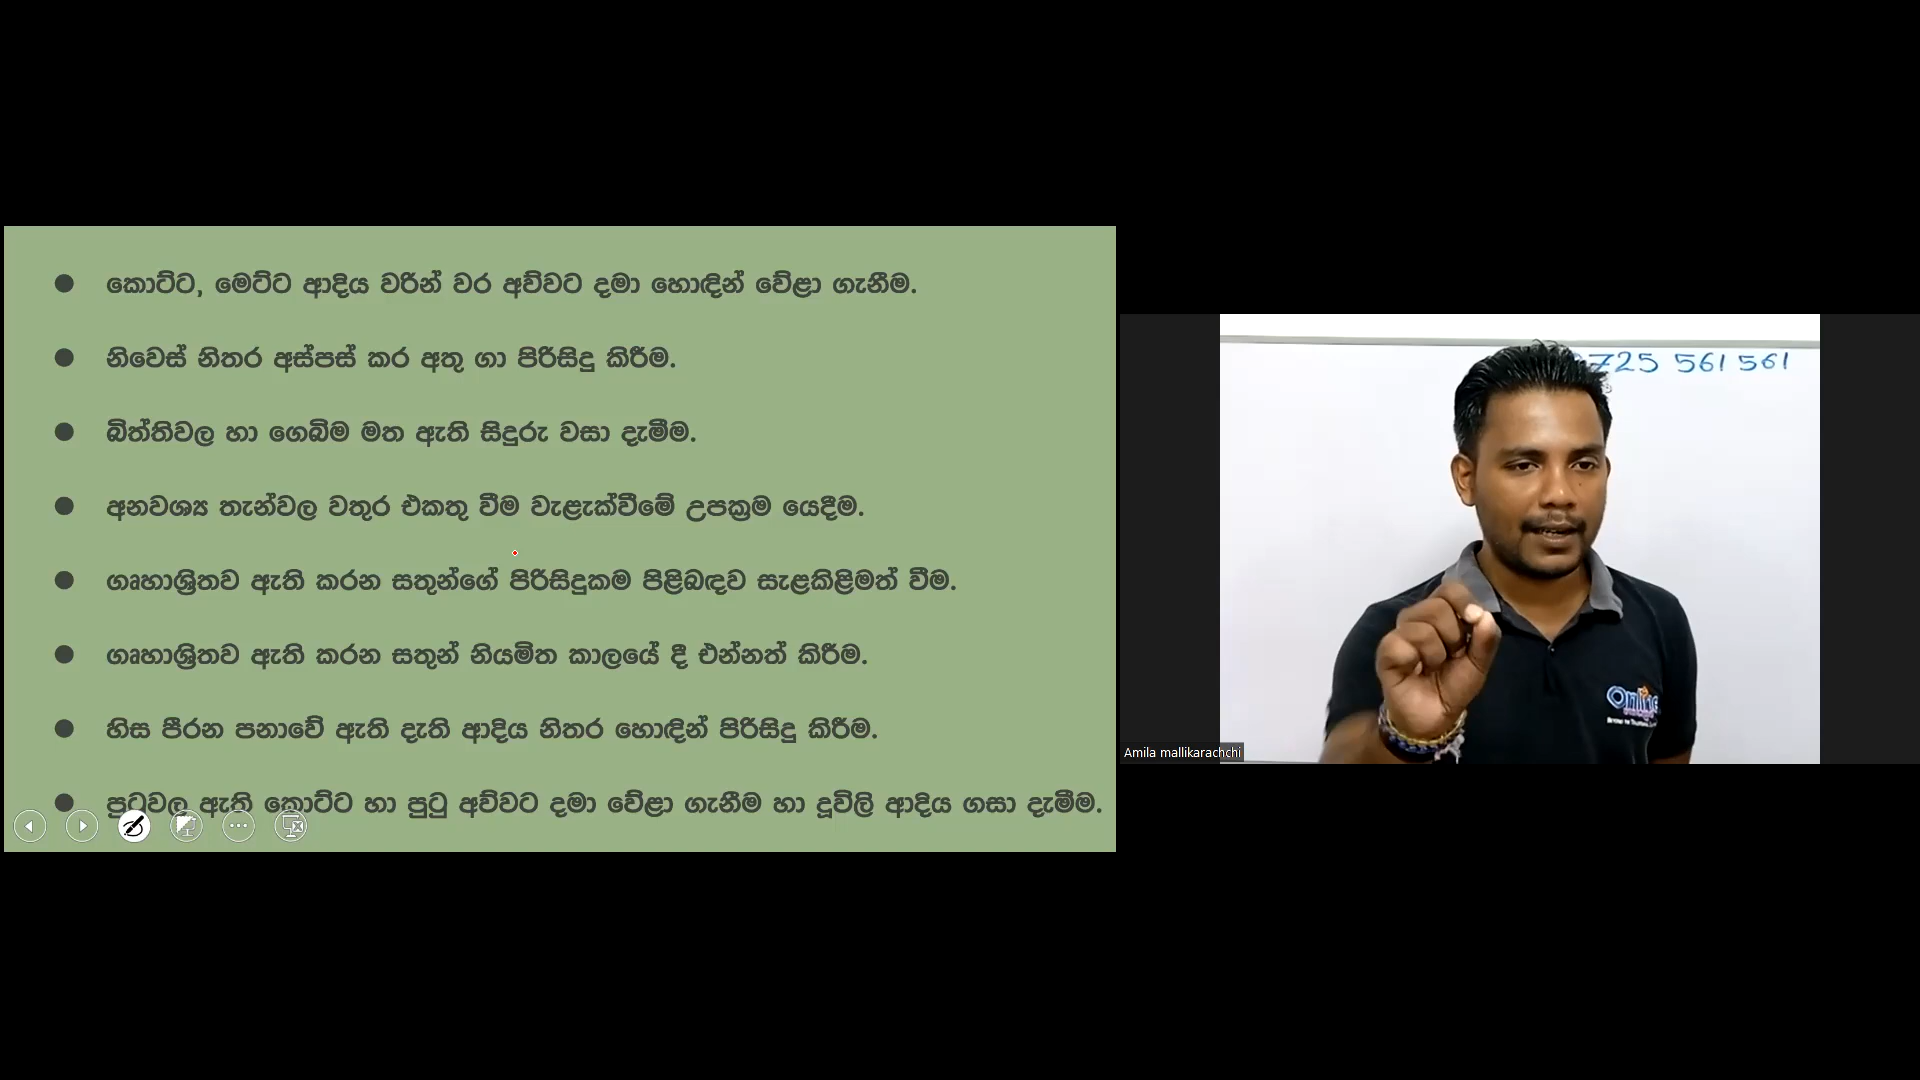 ● කොට්ට, මෙට්ට ආදිය වරින් වර අව්වට දමා හොඳින් වේළා ගැනීම.
● නිවෙස් නිතර අස්පස් කර අතු ගා පිරිසිදු කිරීම.
● බිත්තිවල හා ගෙබිම මත ඇති සිදුරු වසා දැමීම.
● අනවශ්‍ය තැන්වල වතුර එකතු වීම වැළැක්වීමේ උපක්‍රම යෙදීම.
● ගෘහාශ්‍රිතව ඇති කරන සතුන්ගේ පිරිසිදුකම පිළිබඳව සැළකිළිමත් වීම.
● ගෘහාශ්‍රිතව ඇති කරන සතුන් නියමිත කාලයේ දී එන්නත් කිරීම.
● හිස පීරන පනාවේ ඇති දැති ආදිය නිතර හොඳින් පිරිසිදු කිරීම.
● පුටුවල ඇති කොට්ට හා පුටු අව්වට දමා වේළා ගැනීම හා දූවිලි ආදිය ගසා දැමීම.
725 561 561
Online
Amila mallikarachchi